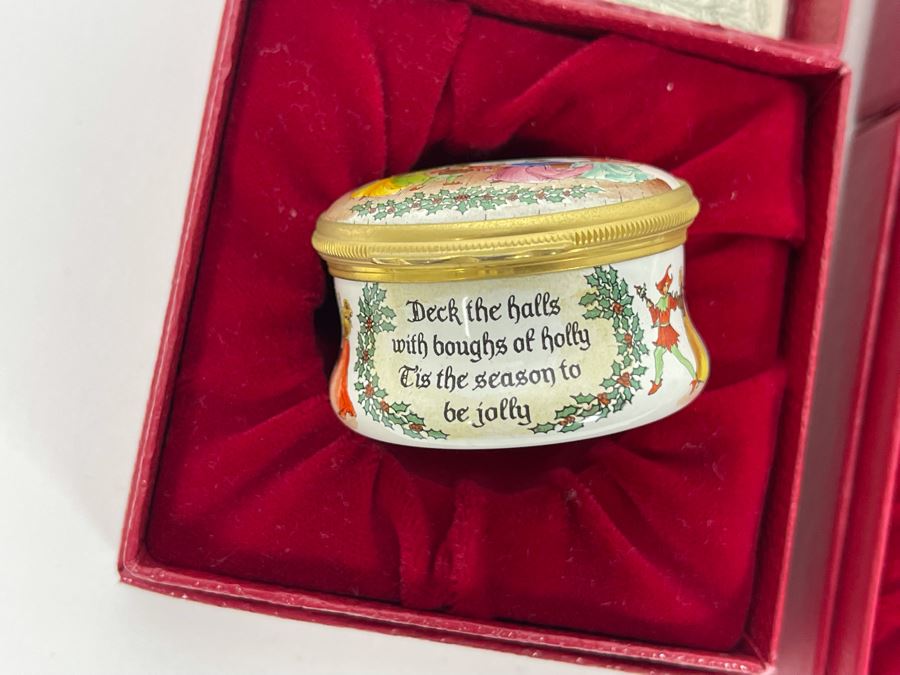 Deck the halls
with boughs of holly
Tis the season to
be jolly